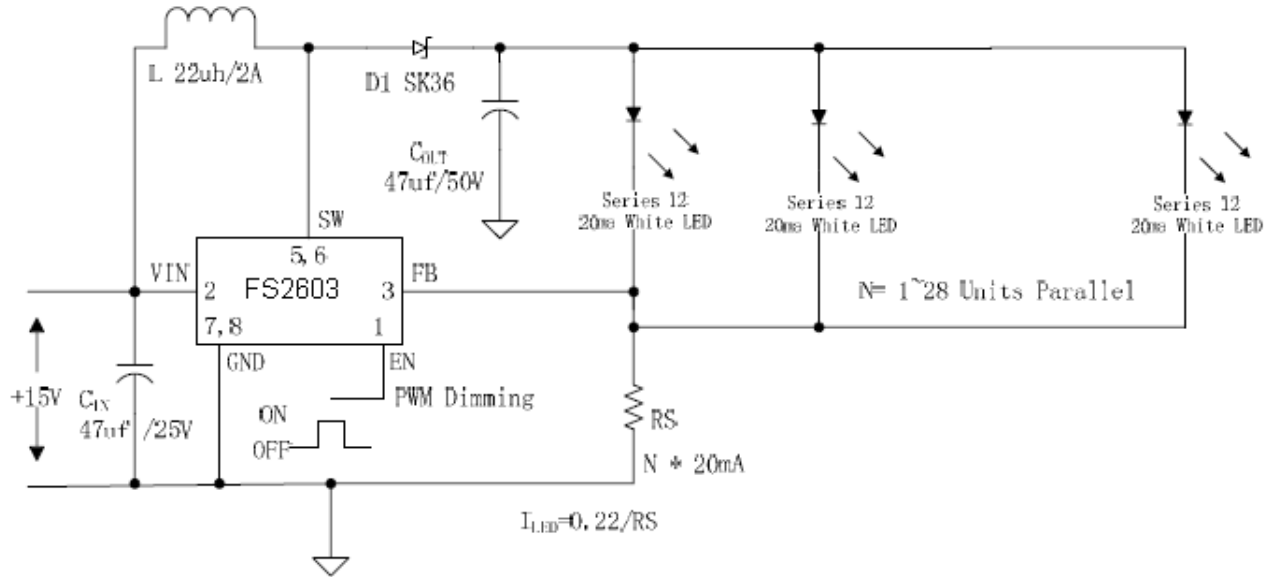 L 22uh/2A
D1 SK36
COLT
47uf/50V
Series 12
20ma White LED
Series 12
20ma White LED
Series 12
20ma White LED
SW
5,6
VIN
FB
2
FS2603
3
N= 1~28 Units Parallel
7,8
1
GND
EN
+15V
CIN
47uf /25V
PWM Dimming
ON
OFF
RS
N * 20mA
ILED=0.22/RS